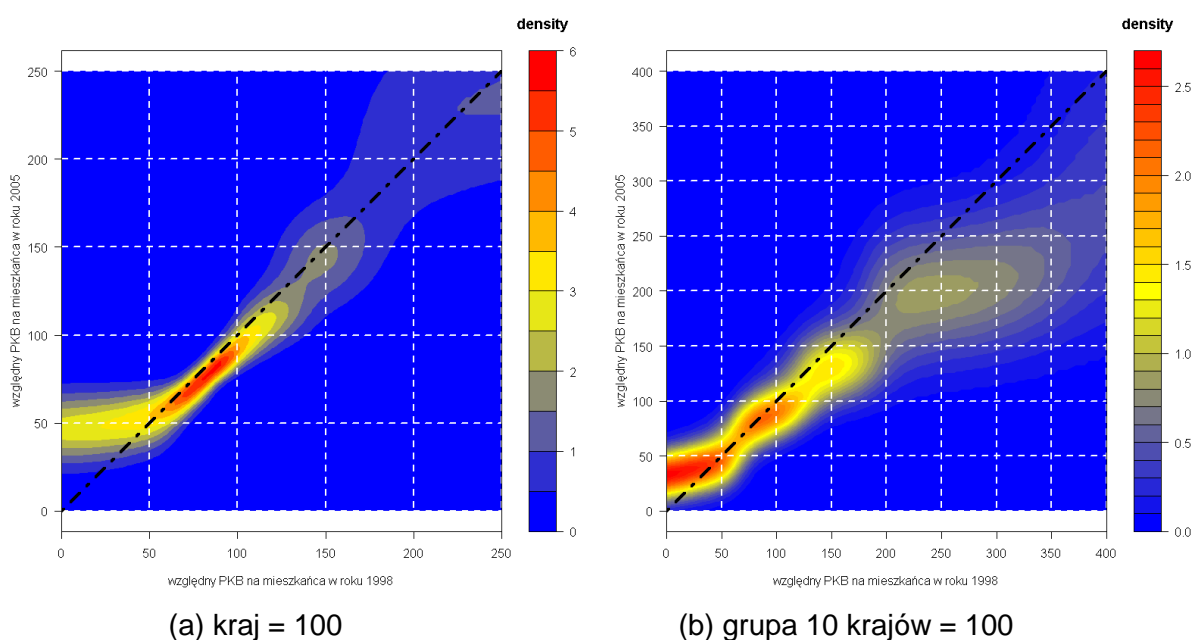 density
6
5
4
3
2
1
0
250
200
150
100
50
0
względny PKB na mieszkańca w roku 2005
0 50 100 150 200 250
względny PKB na mieszkańca w roku 1998
(a) kraj = 100
density
2.5
2.0
1.5
1.0
0.5
0.0
400
350
300
250
200
150
100
50
0
względny PKB na mieszkańca w roku 2005
0 50 100 150 200 250 300 350 400
względny PKB na mieszkańca w roku 1998
(b) grupa 10 krajów = 100